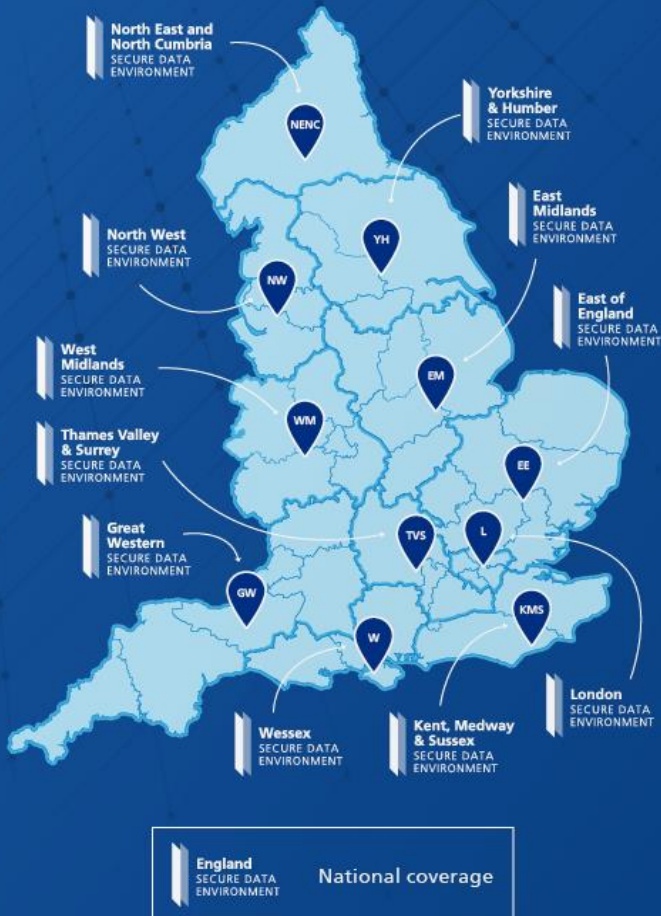 North East and
North Cumbria
SECURE DATA
ENVIRONMENT
NENC
Yorkshire
& Humber
SECURE DATA
ENVIRONMENT
YH
East
Midlands
SECURE DATA
ENVIRONMENT
North West
SECURE DATA
ENVIRONMENT
NW
East of
England
SECURE DATA
ENVIRONMENT
West
Midlands
SECURE DATA
ENVIRONMENT
EM
WM
Thames Valley
& Surrey
SECURE DATA
ENVIRONMENT
EE
Great
Western
SECURE DATA
ENVIRONMENT
TVS
L
GW
KMS
W
London
SECURE DATA
ENVIRONMENT
Wessex
SECURE DATA
ENVIRONMENT
Kent, Medway
& Sussex
SECURE DATA
ENVIRONMENT
England
SECURE DATA
ENVIRONMENT
National coverage